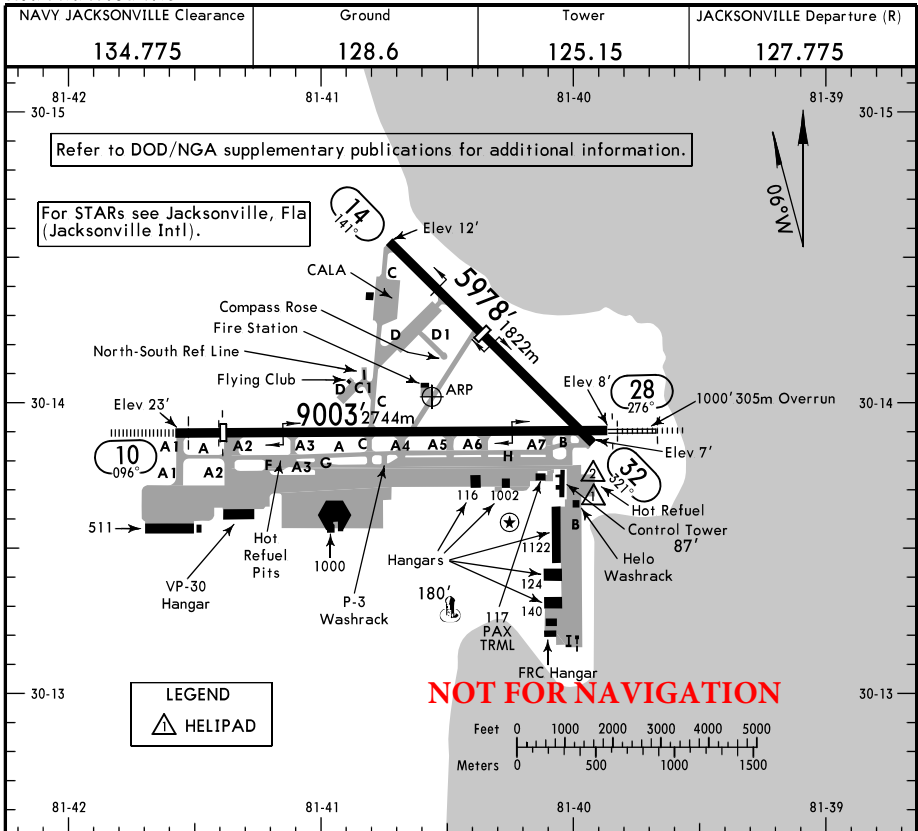 NAVY JACKSONVILLE Clearance
134.775
Ground
128.6
Tower
125.15
JACKSONVILLE Departure (R)
127.775
81-42
81-41
81-40
81-39
30-15
30-15
Refer to DOD/NGA supplementary publications for additional information.
For STARs see Jacksonville, Fla
(Jacksonville Intl).
06°W
14
141°
Elev 12'
CALA
C
5978'
1822m
Compass Rose
Fire Station
D
D1
North-South Ref Line
Flying Club
D
C1
C
ARP
30-14
30-14
Elev 23'
9003'
2744m
Elev 8'
28
276°
1000' 305m Overrun
10
096°
A1
A
A2
A3
A
C
A4
A5
A6
A7
B
Elev 7'
A1
A2
F
A3
G
H
32
321°
2
1
Hot Refuel
Control Tower
87'
Helo
Washrack
B
116
1002
511
VP-30
Hangar
Hot
Refuel
Pits
1000
P-3
Washrack
Hangars
1122
124
140
180'
117
PAX
TRML
FRC Hangar
30-13
30-13
NOT FOR NAVIGATION
LEGEND
1 HELIPAD
Feet 0 1000 2000 3000 4000 5000
Meters 0 500 1000 1500
81-42
81-41
81-40
81-39